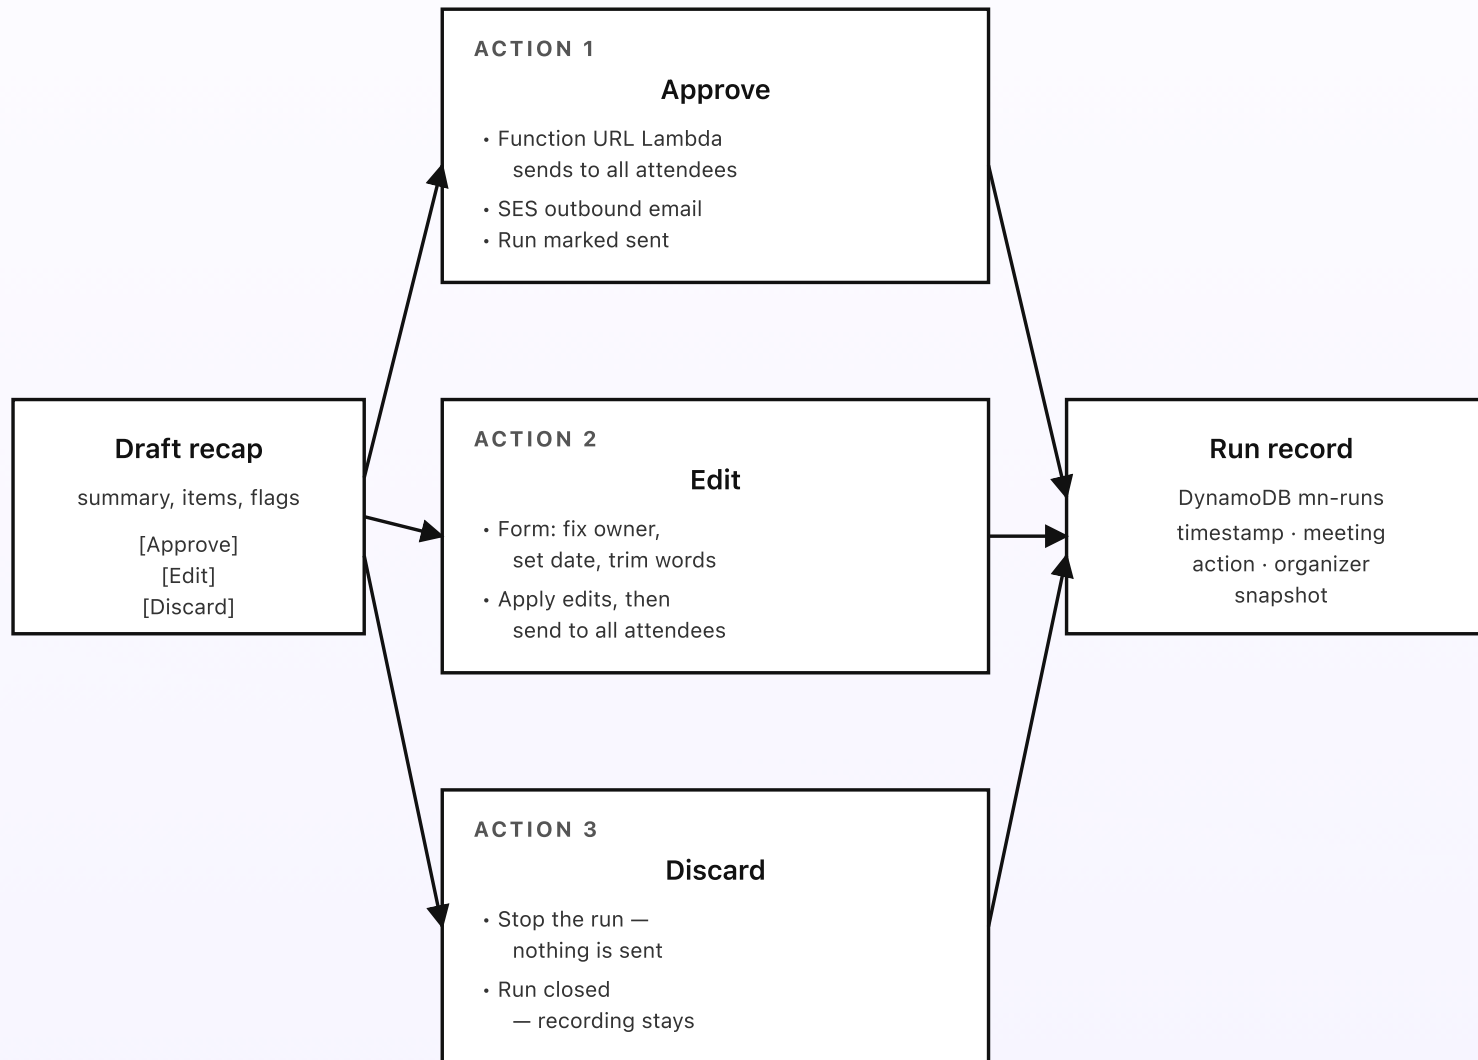 ACTION 1
Approve
• Function URL Lambda
sends to all attendees
• SES outbound email
• Run marked sent
Draft recap
summary, items, flags
[Approve]
[Edit]
[Discard]
ACTION 2
Edit
• Form: fix owner,
set date, trim words
• Apply edits, then
send to all attendees
Run record
DynamoDB mn-runs
timestamp · meeting
action · organizer
snapshot
ACTION 3
Discard
• Stop the run —
nothing is sent
• Run closed
— recording stays